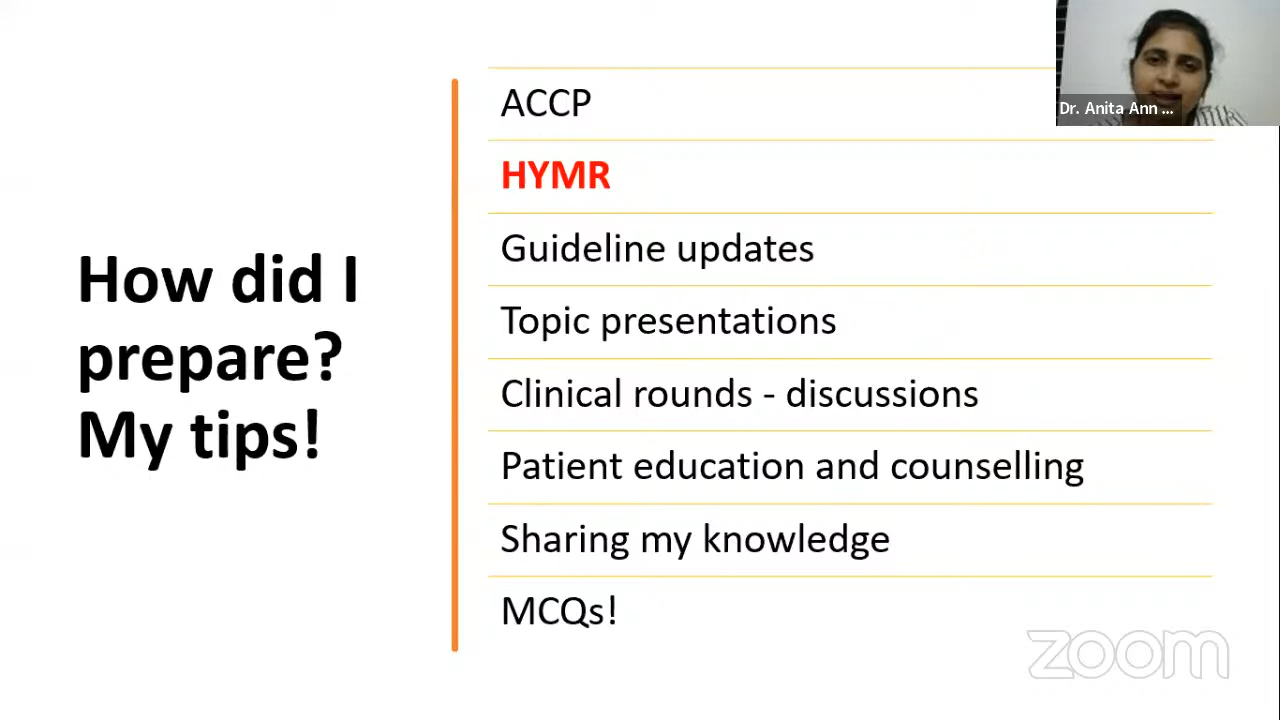 How did I
prepare?
My tips!
ACCP
HYMR
Guideline updates
Topic presentations
Clinical rounds - discussions
Patient education and counselling
Sharing my knowledge
MCQs!
Dr. Anita Ann ...
zoom